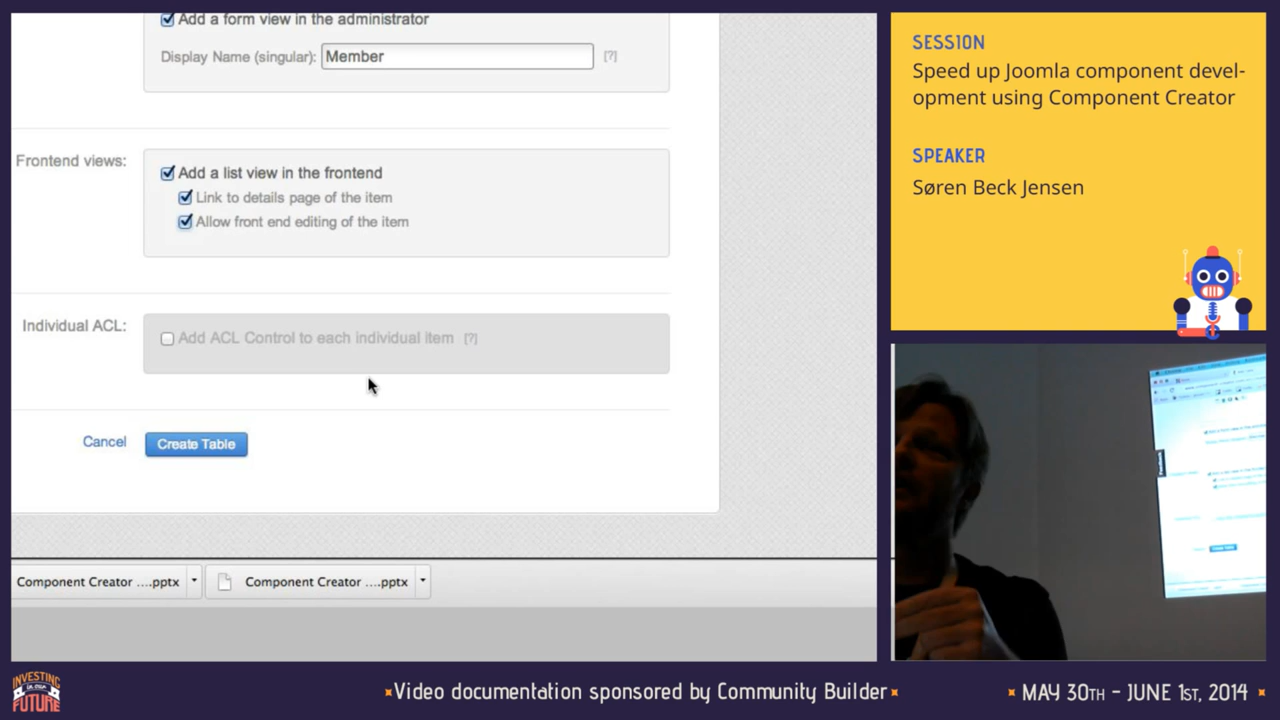 Add a form view in the administrator
Display Name (singular): Member [?]
Frontend views:
Add a list view in the frontend
Link to details page of the item
Allow front end editing of the item
Individual ACL:
Add ACL Control to each individual item [?]
Cancel
Create Table
Component Creator ....pptx
Component Creator ....pptx
SESSION
Speed up Joomla component devel-
opment using Component Creator
SPEAKER
Søren Beck Jensen
INVESTING
IN OUR
FUTURE
Video documentation sponsored by Community Builder
MAY 30TH - JUNE 1ST, 2014